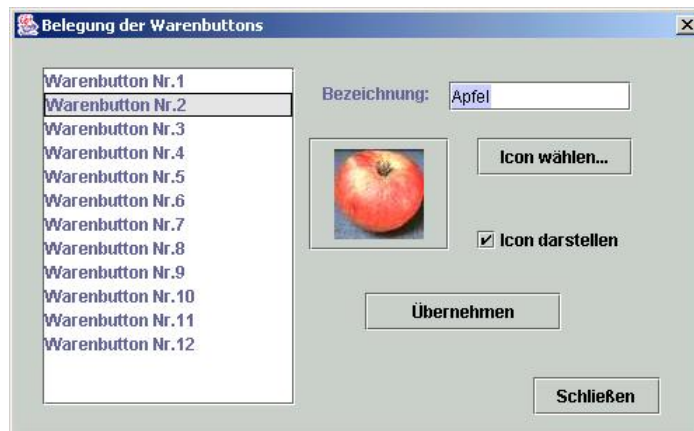 Belegung der Warenbuttons
Warenbutton Nr.1
Warenbutton Nr.2
Warenbutton Nr.3
Warenbutton Nr.4
Warenbutton Nr.5
Warenbutton Nr.6
Warenbutton Nr.7
Warenbutton Nr.8
Warenbutton Nr.9
Warenbutton Nr.10
Warenbutton Nr.11
Warenbutton Nr.12
Bezeichnung: Apfel
Icon wählen...
Icon darstellen
Übernehmen
Schließen